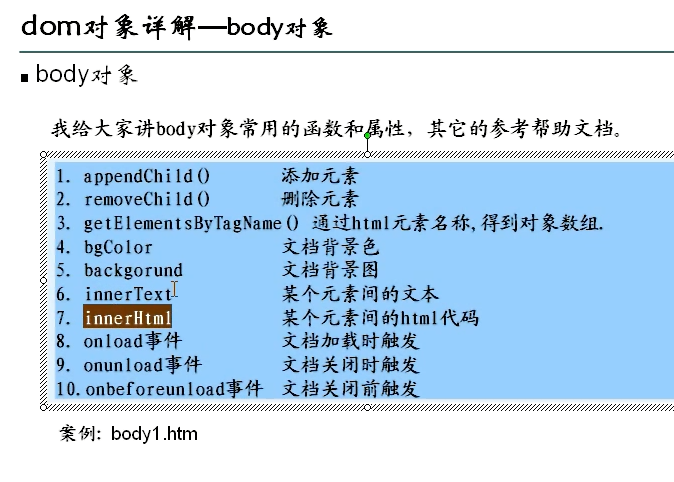 dom对象详解—body对象
body对象
我给大家讲body对象常用的函数和属性，其它的参考帮助文档。
1. appendChild() 添加元素
2. removeChild() 删除元素
3. getElementsByTagName() 通过html元素名称,得到对象数组.
4. bgColor 文档背景色
5. backgorund 文档背景图
6. innerText 某个元素间的文本
7. innerHtml 某个元素间的html代码
8. onload事件 文档加载时触发
9. onunload事件 文档关闭时触发
10.onbeforeunload事件 文档关闭前触发
案例: body1.htm